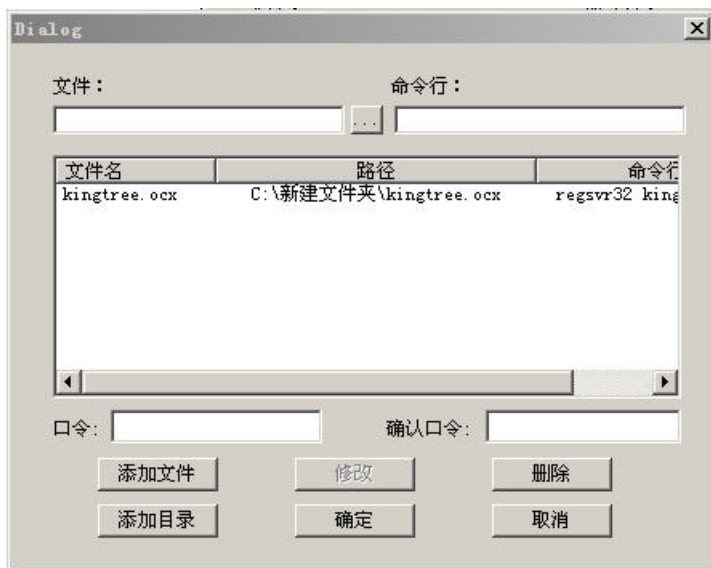 Dialog
文件： 命令行：
...
文件名 路径 命令行
kingtree.ocx C:\新建文件夹\kingtree.ocx regsvr32 king
口令: 确认口令:
添加文件 修改 删除
添加目录 确定 取消